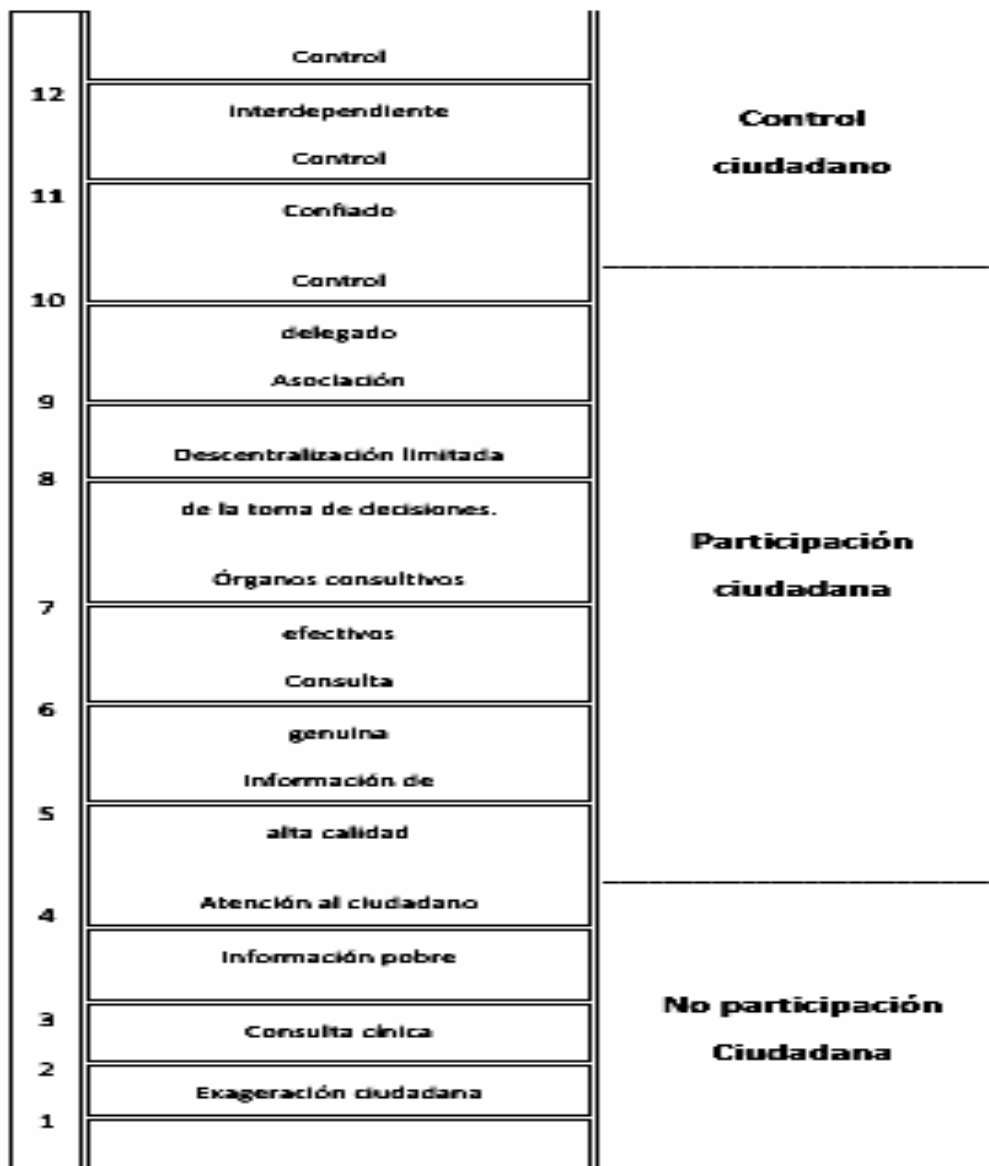 Control
12
Interdependiente
Control
Control
ciudadano
11
Confiado
Control
10
delegado
Asociación
9
Descentralización limitada
8
de la toma de decisiones.
Participación
Órganos consultivos
ciudadana
7
efectivos
Consulta
6
genuina
Información de
5
alta calidad
Atención al ciudadano
4
Información pobre
No participación
3
Consulta cínica
Ciudadana
2
Exageración ciudadana
1